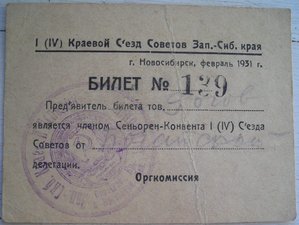 I (IV) Краевой С'езд Советов Зап.-Сиб. края
г. Новосибирск, февраль 1931 г.
БИЛЕТ № 139
Пред'явитель билета тов.
является членом Сеньорен-Конвента I (IV) С'езда
Советов от
делегации.
Оргкомиссия